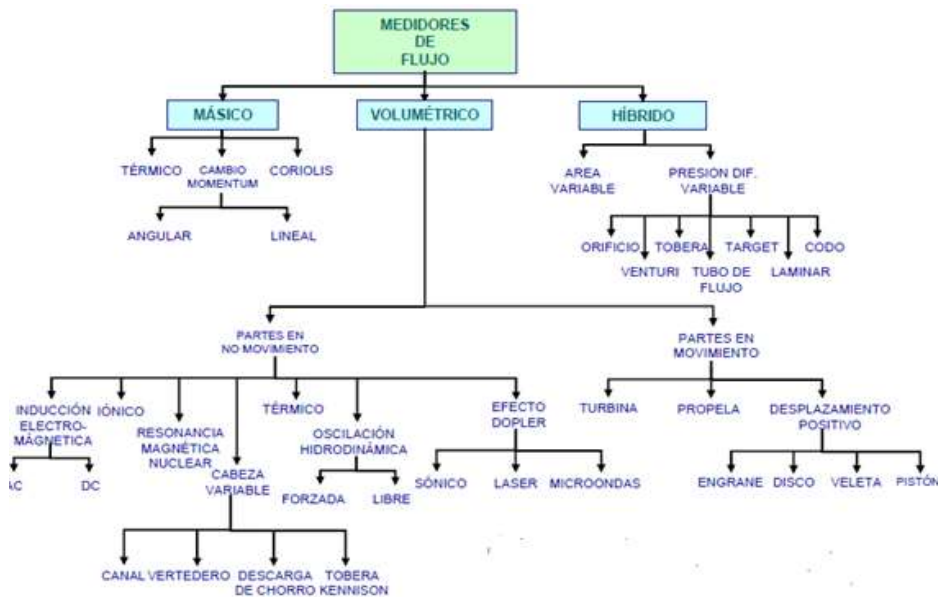 MEDIDORES
DE
FLUJO
MÁSICO
VOLUMÉTRICO
HÍBRIDO
TÉRMICO
CAMBIO
MOMENTUM
CORIOLIS
AREA
VARIABLE
PRESION DIF.
VARIABLE
ANGULAR
LINEAL
ORIFICIO
TOBERA
TARGET
CODO
VENTURI
TUBO DE
FLUJO
LAMINAR
PARTES EN
NO MOVIMIENTO
PARTES EN
MOVIMIENTO
INDUCCIÓN
ELECTRO-
MÁGNETICA
IÓNICO
RESONANCIA
MAGNÉTICA
NUCLEAR
CABEZA
VARIABLE
TÉRMICO
OSCILACIÓN
HIDRODINÁMICA
EFECTO
DOPLER
TURBINA
PROPELA
DESPLAZAMIENTO
POSITIVO
AC
DC
FORZADA
LIBRE
SÓNICO
LASER
MICROONDAS
ENGRANE
DISCO
VELETA
PISTÓN
CANAL
VERTEDERO
DESCARGA
DE CHORRO
TOBERA
KENNISON